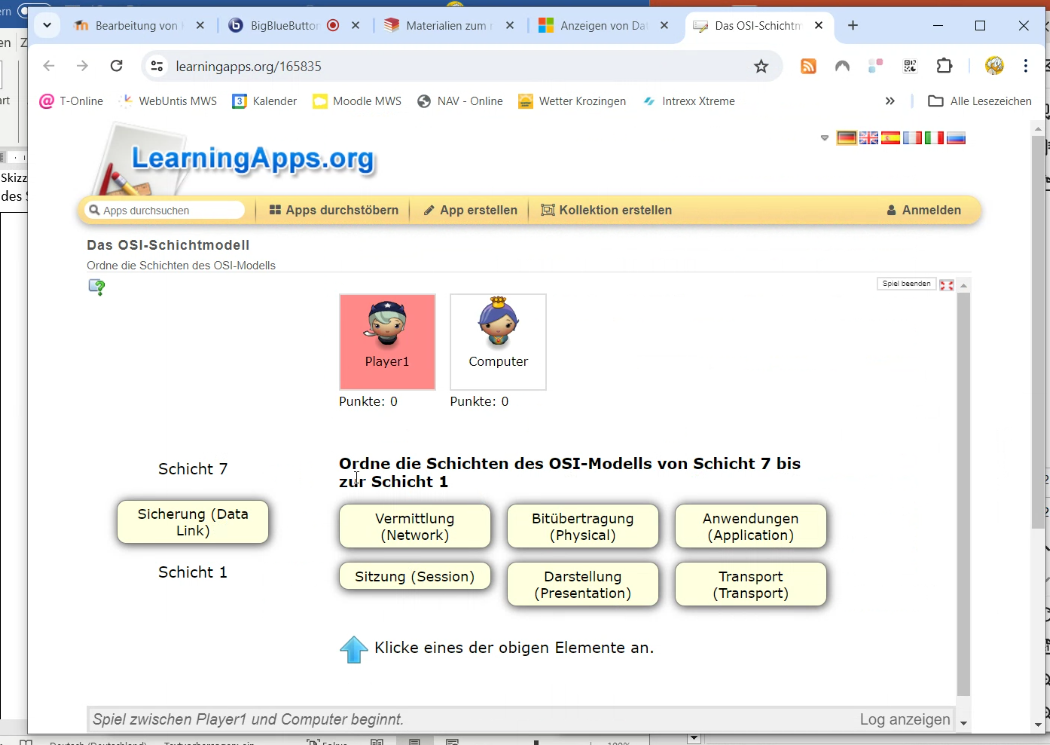 Bearbeitung von
BigBlueButto
Materialien zum
Anzeigen von Da
Das OSI-Schichtm
learningapps.org/165835
T-Online
WebUntis MWS
Kalender
Moodle MWS
NAV - Online
Wetter Krozingen
Intrexx Xtreme
Alle Lesezeichen
LearningApps.org
Apps durchsuchen
Apps durchstöbern
App erstellen
Kollektion erstellen
Anmelden
Das OSI-Schichtmodell
Ordne die Schichten des OSI-Modells
Spiel beenden
Player1
Computer
Punkte: 0
Punkte: 0
Schicht 7
Sicherung (Data
Link)
Schicht 1
Ordne die Schichten des OSI-Modells von Schicht 7 bis
zur Schicht 1
Vermittlung
(Network)
Bitübertragung
(Physical)
Anwendungen
(Application)
Sitzung (Session)
Darstellung
(Presentation)
Transport
(Transport)
Klicke eines der obigen Elemente an.
Spiel zwischen Player1 und Computer beginnt.
Log anzeigen